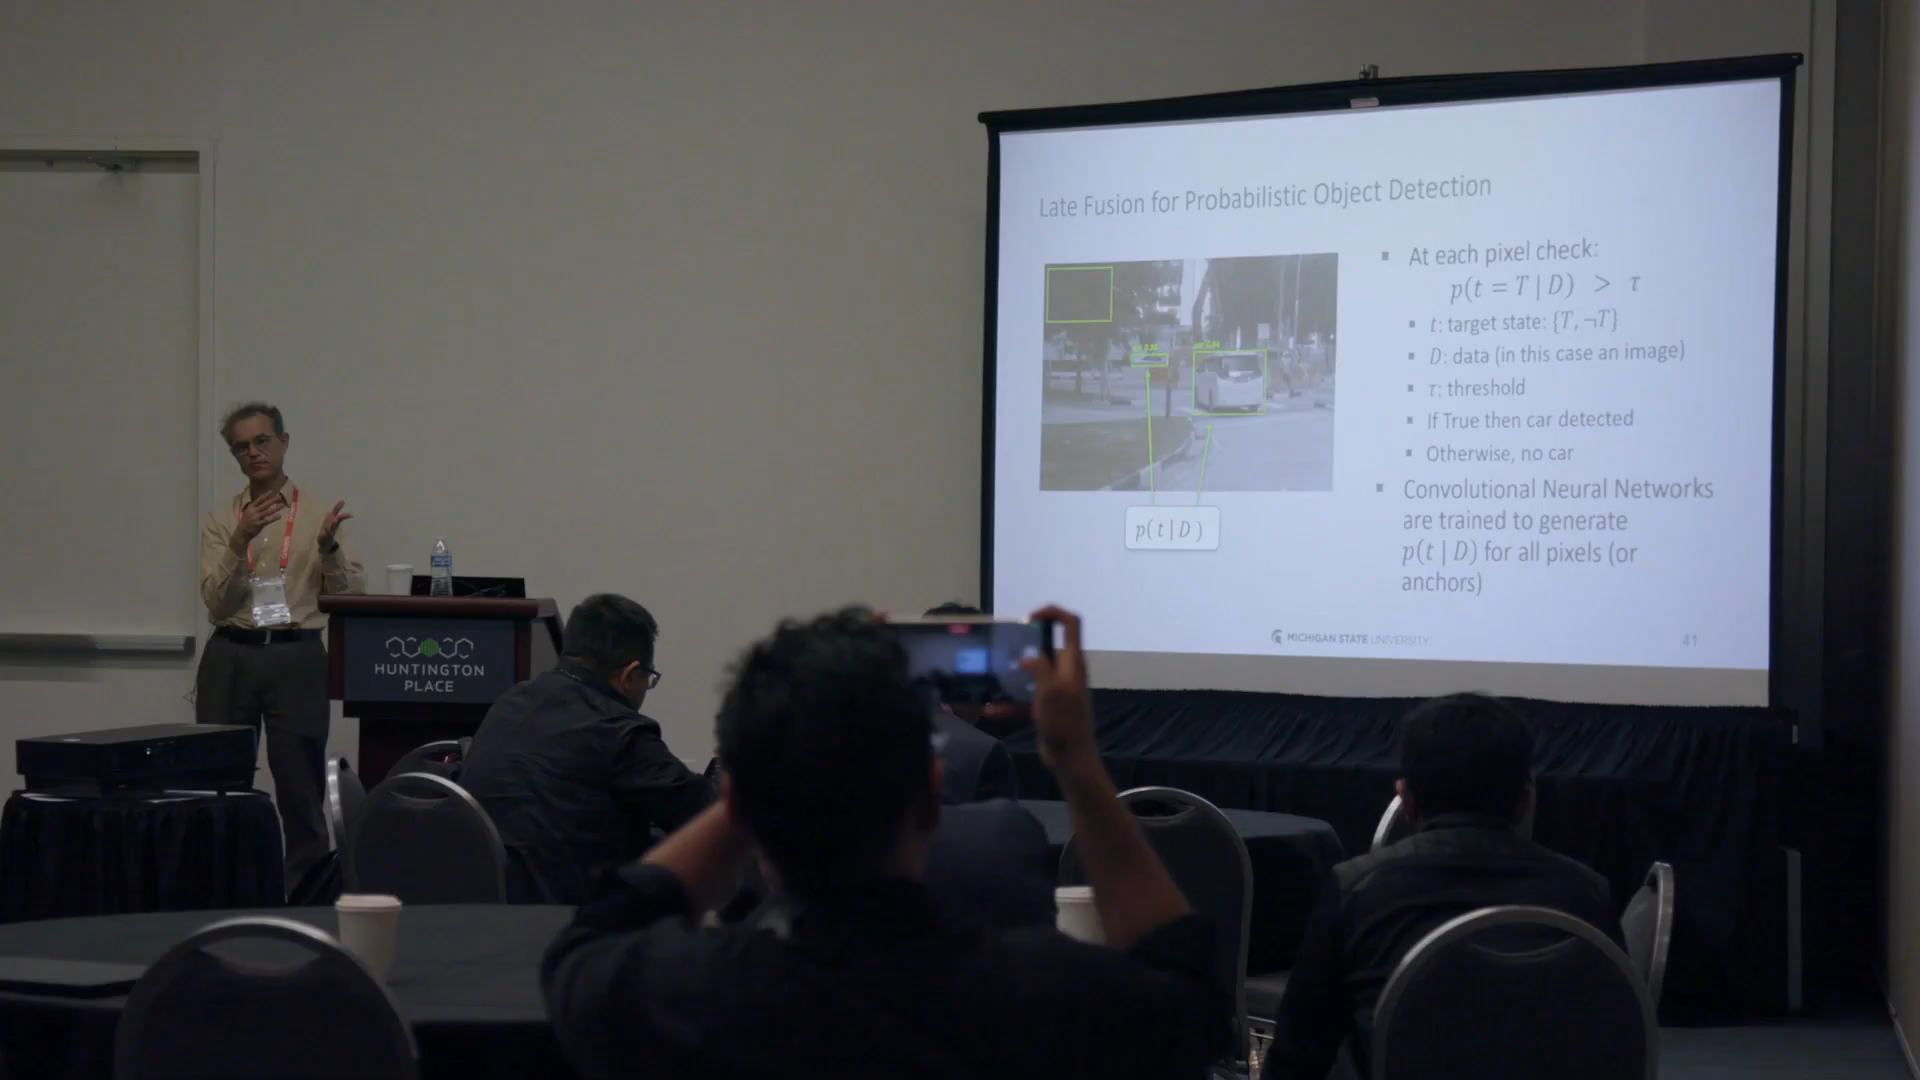 Late Fusion for Probabilistic Object Detection
▪ At each pixel check:
p(t = T | D) > τ
▪ t: target state: {T, ¬T}
▪ D: data (in this case an image)
▪ τ: threshold
▪ If True then car detected
▪ Otherwise, no car
▪ Convolutional Neural Networks
are trained to generate
p(t | D) for all pixels (or
anchors)
p(t | D)
MICHIGAN STATE UNIVERSITY
41
HUNTINGTON
PLACE